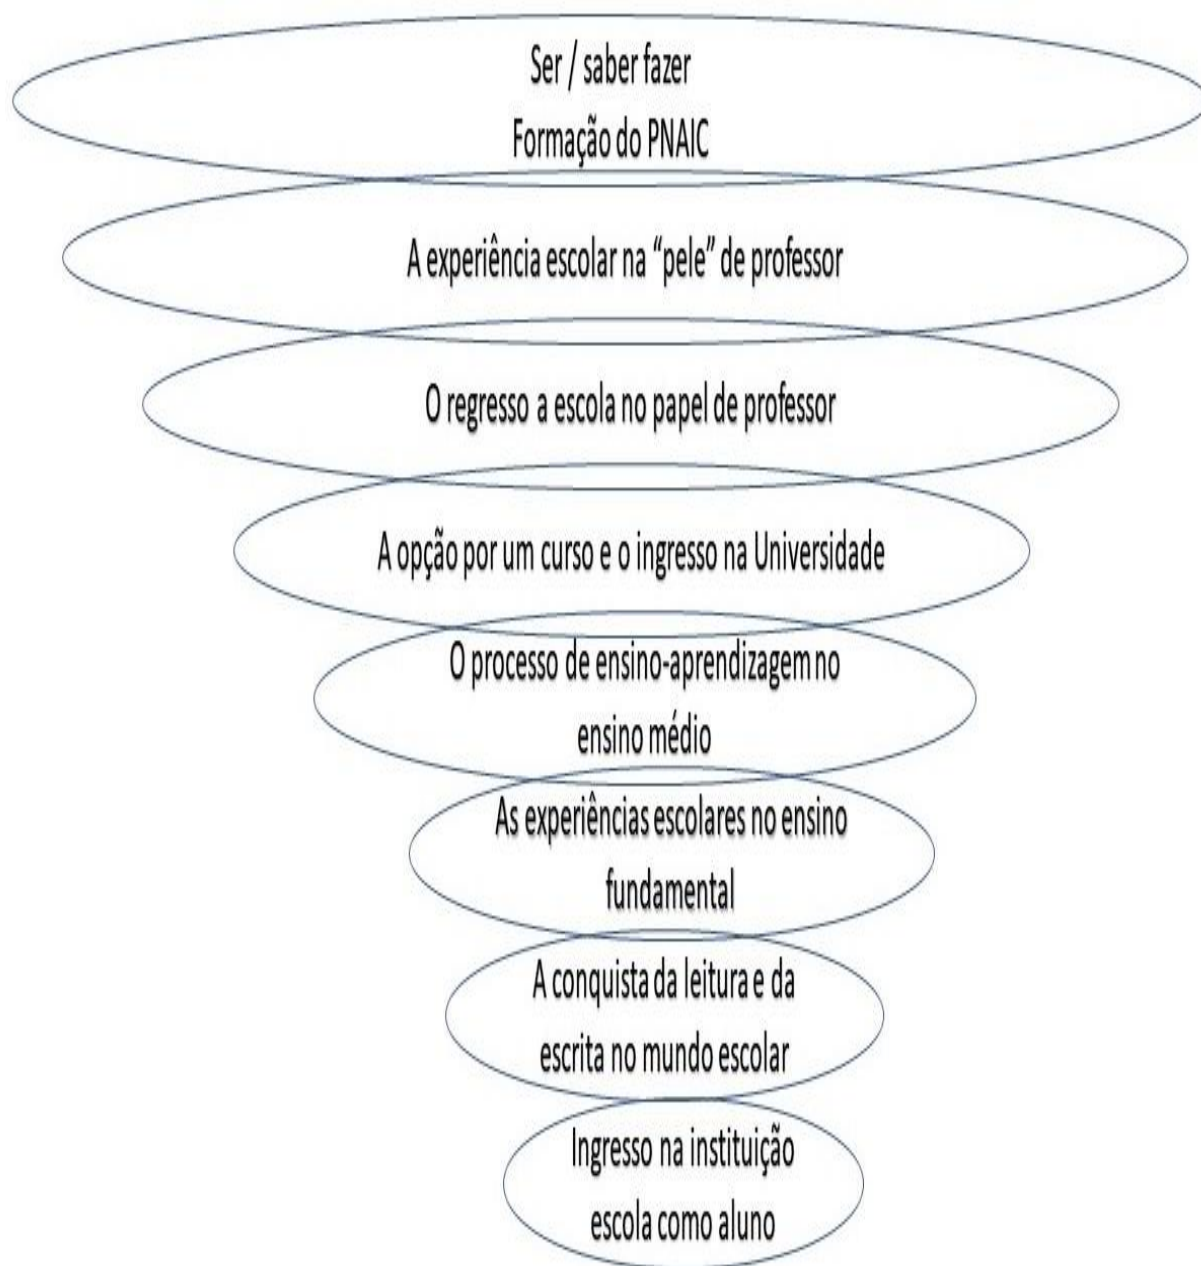 Ser / saber fazer
Formação do PNAIC
A experiência escolar na “pele” de professor
O regresso a escola no papel de professor
A opção por um curso e o ingresso na Universidade
O processo de ensino-aprendizagem no
ensino médio
As experiências escolares no ensino
fundamental
A conquista da leitura e da
escrita no mundo escolar
Ingresso na instituição
escola como aluno